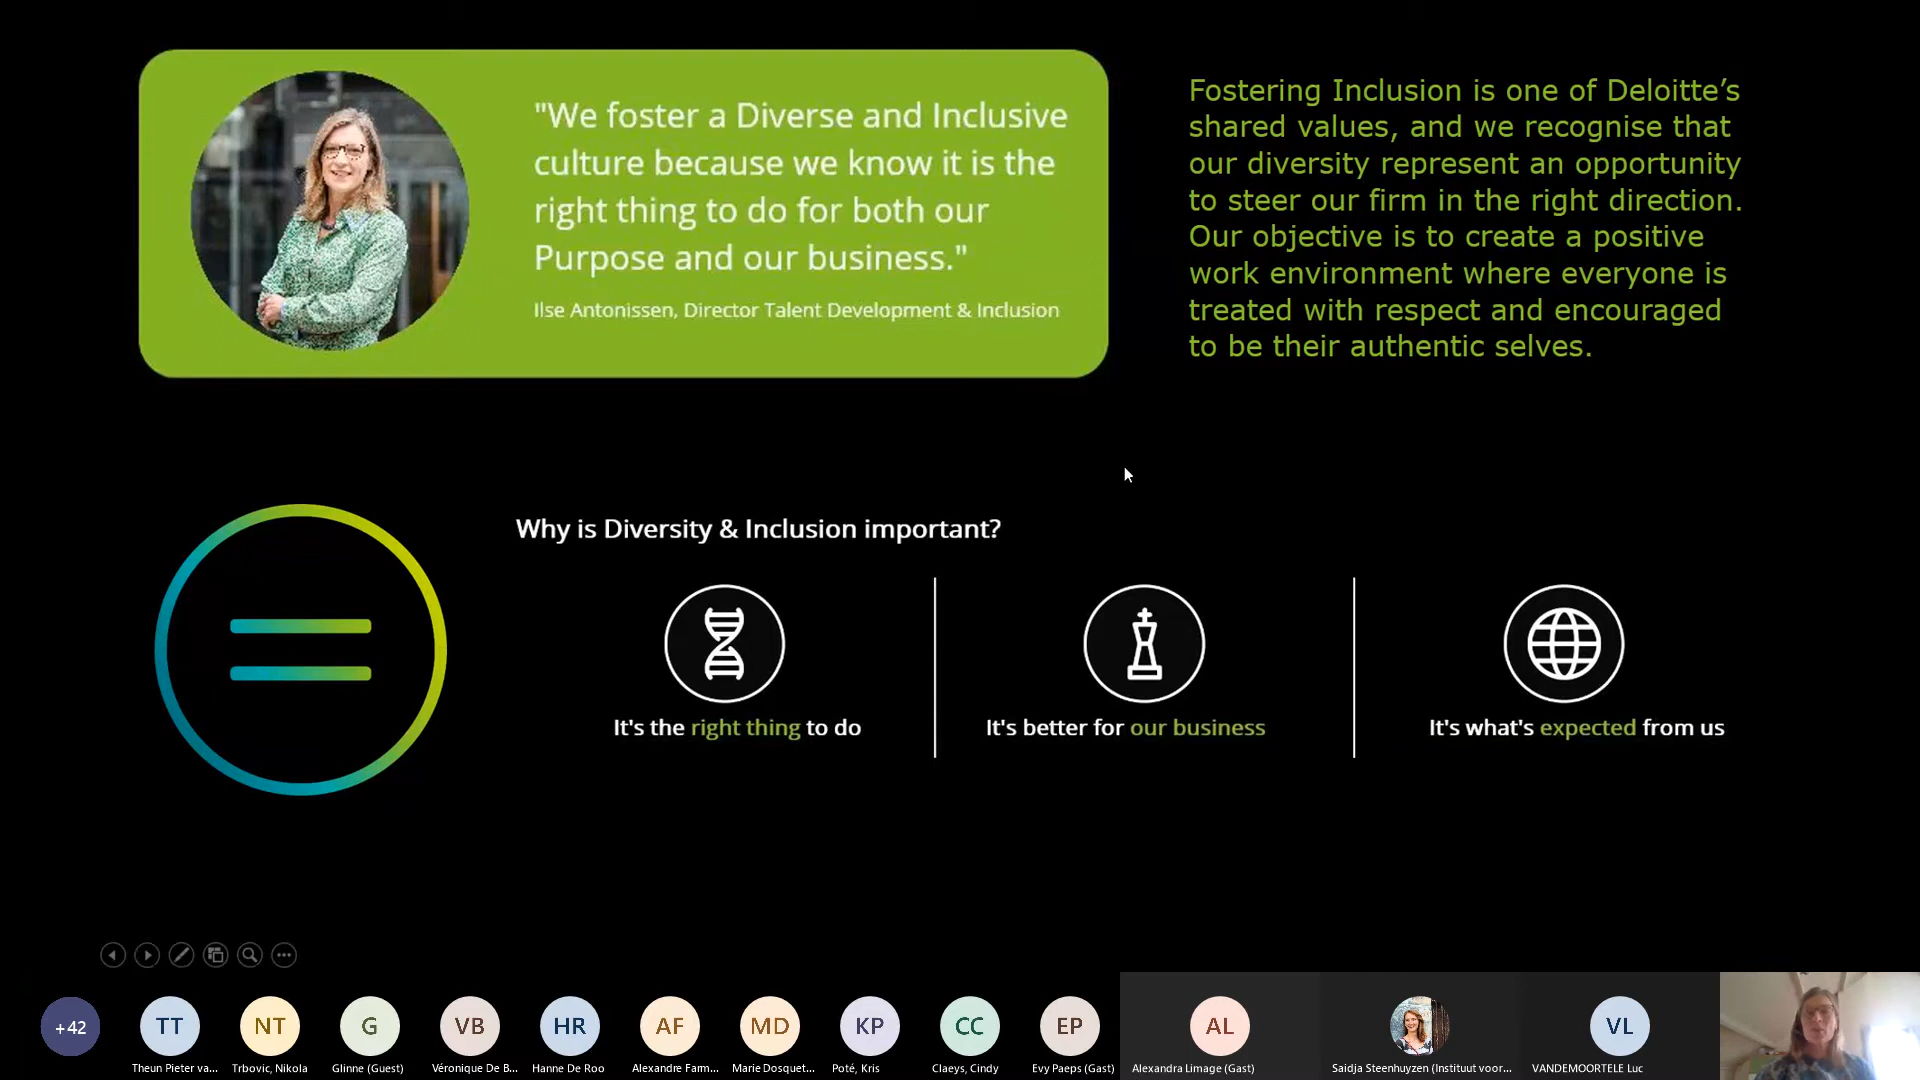 "We foster a Diverse and Inclusive
culture because we know it is the
right thing to do for both our
Purpose and our business."
Ilse Antonissen, Director Talent Development & Inclusion
Fostering Inclusion is one of Deloitte’s
shared values, and we recognise that
our diversity represent an opportunity
to steer our firm in the right direction.
Our objective is to create a positive
work environment where everyone is
treated with respect and encouraged
to be their authentic selves.
Why is Diversity & Inclusion important?
It's the right thing to do
It's better for our business
It's what's expected from us
+42
TT
NT
G
VB
HR
AF
MD
KP
CC
EP
AL
VL
Theun Pieter va...
Trbovic, Nikola
Glinne (Guest)
Véronique De B...
Hanne De Roo
Alexandre Fam...
Marie Dosquet...
Poté, Kris
Claeys, Cindy
Evy Paeps (Gast)
Alexandra Limage (Gast)
Saidja Steenhuyzen (Instituut voor...
VANDEMOORTELE Luc